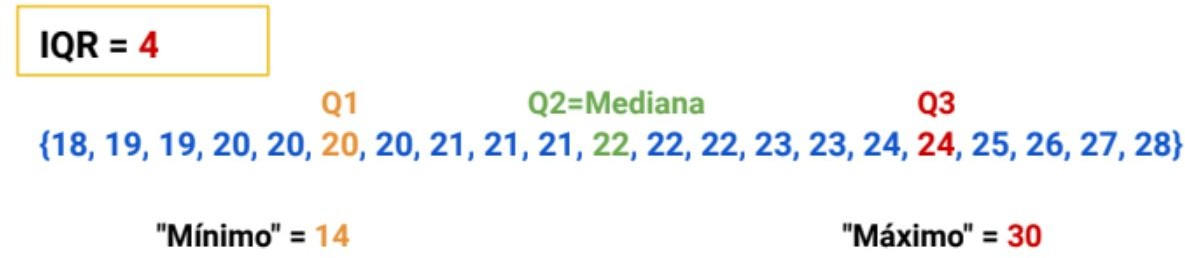 IQR = 4
Q1 Q2=Mediana Q3
{18, 19, 19, 20, 20, 20, 20, 21, 21, 21, 22, 22, 22, 23, 23, 24, 24, 25, 26, 27, 28}
"Mínimo" = 14 "Máximo" = 30